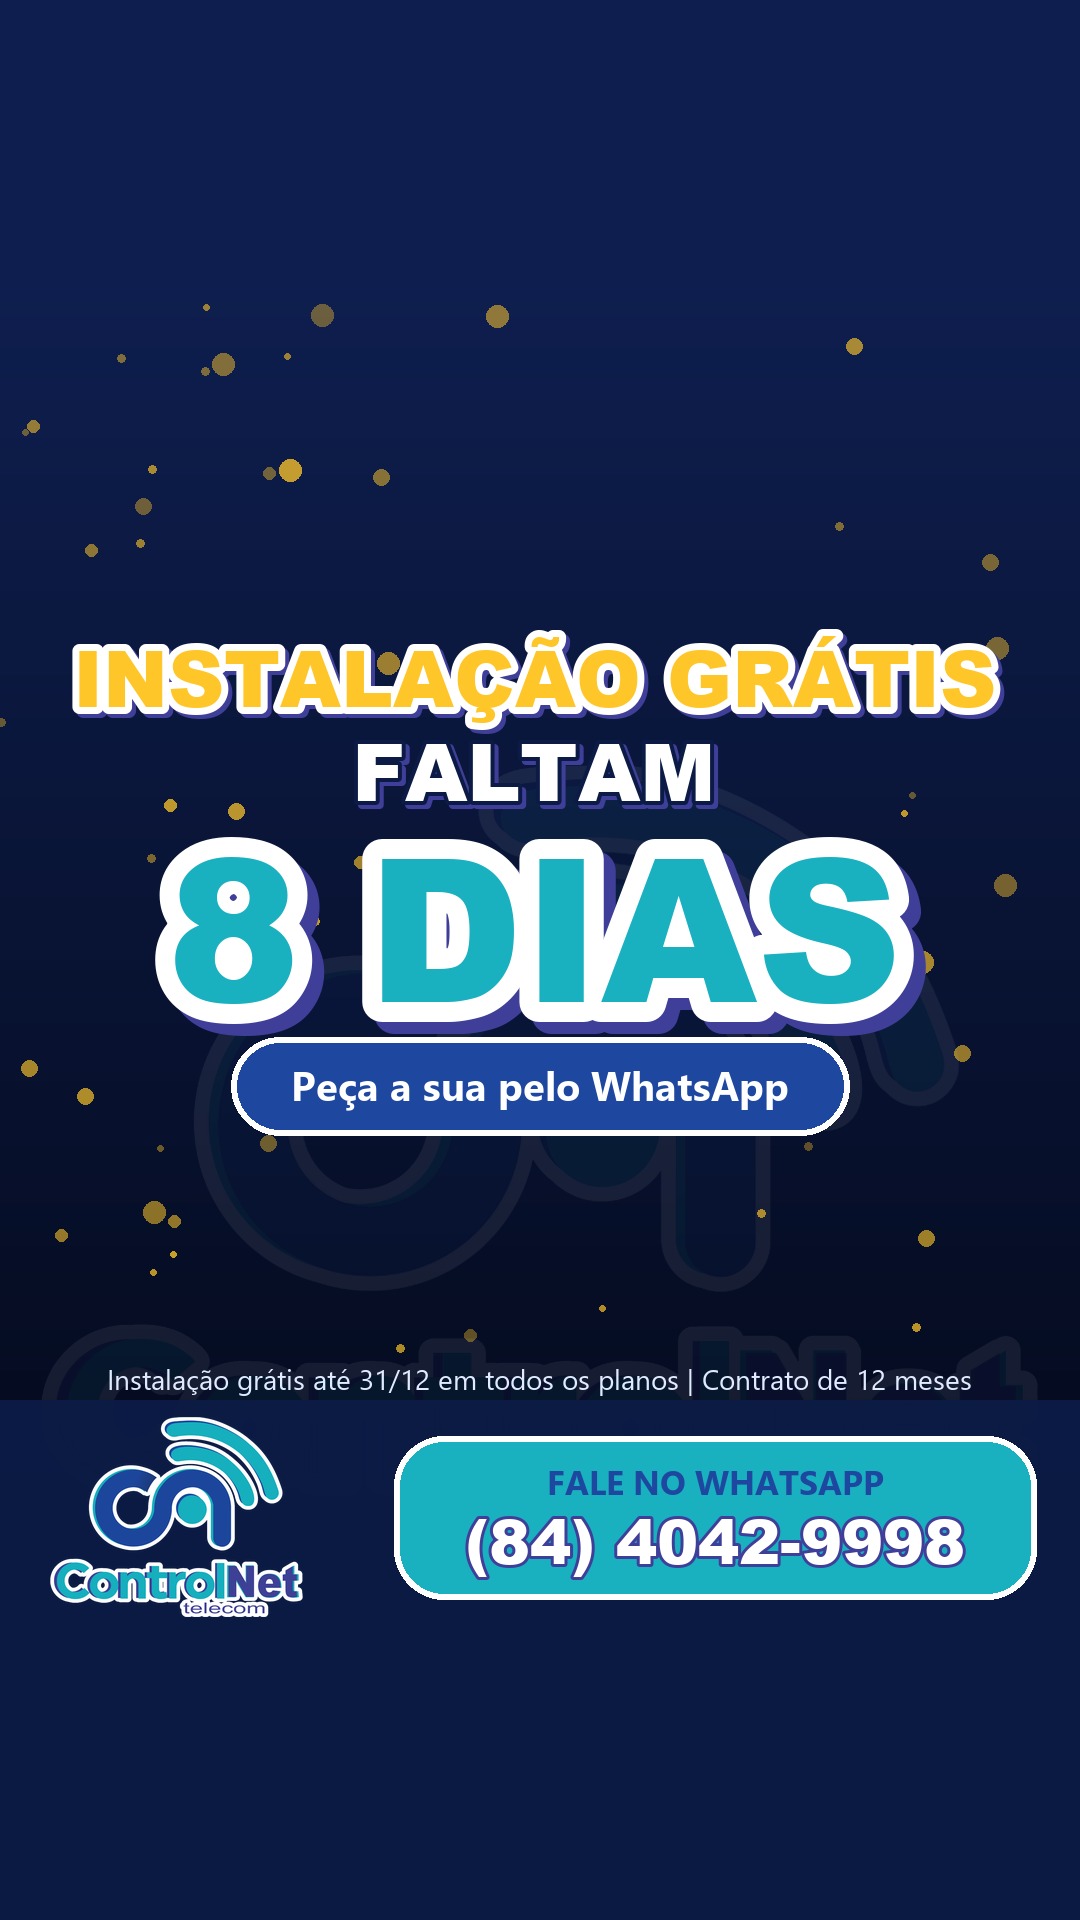 INSTALAÇÃO GRÁTIS
FALTAM
8 DIAS
Peça a sua pelo WhatsApp
Instalação grátis até 31/12 em todos os planos | Contrato de 12 meses
ControlNet
telecom
FALE NO WHATSAPP
(84) 4042-9998